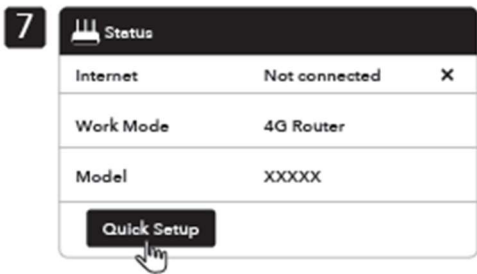 7
Status
Internet Not connected ×
Work Mode 4G Router
Model XXXXX
Quick Setup